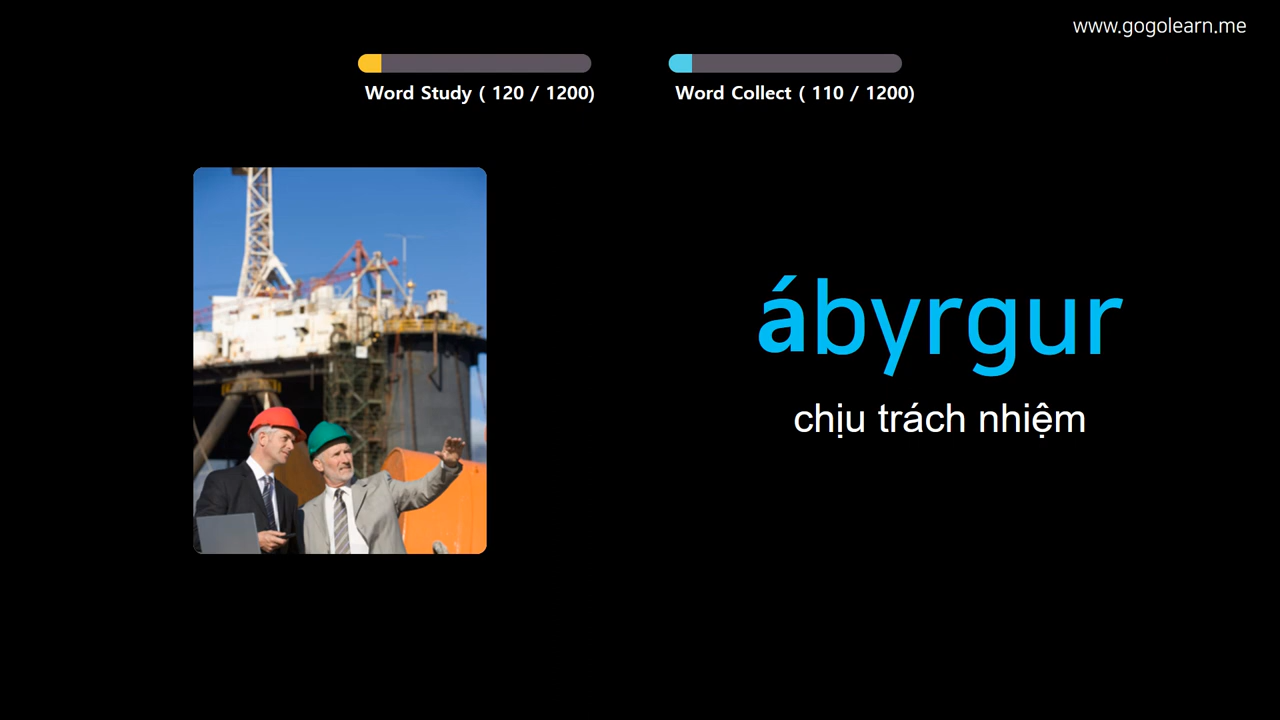 www.gogolearn.me
Word Study ( 120 / 1200)
Word Collect ( 110 / 1200)
ábyrgur
chịu trách nhiệm